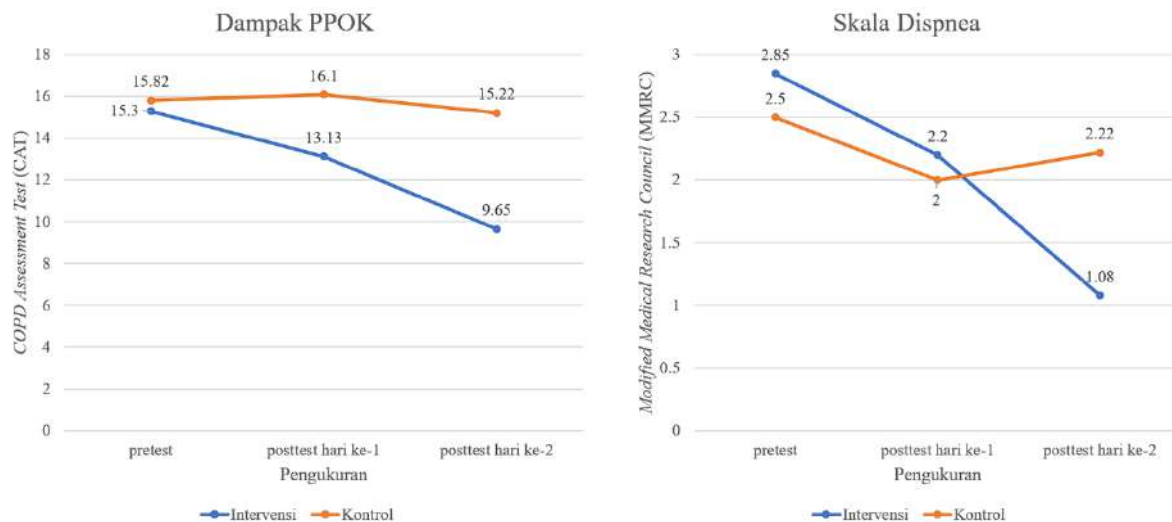 Dampak PPOK
COPD Assessment Test (CAT)
18
16
14
12
10
8
6
4
2
0
15.82
16.1
15.22
15.3
13.13
9.65
pretest
posttest hari ke-1
posttest hari ke-2
Pengukuran
Intervensi
Kontrol
Skala Dispnea
Modified Medical Research Council (MMRC)
3
2.5
2
1.5
1
0.5
0
2.85
2.5
2.2
2
2.22
1.08
pretest
posttest hari ke-1
posttest hari ke-2
Pengukuran
Intervensi
Kontrol